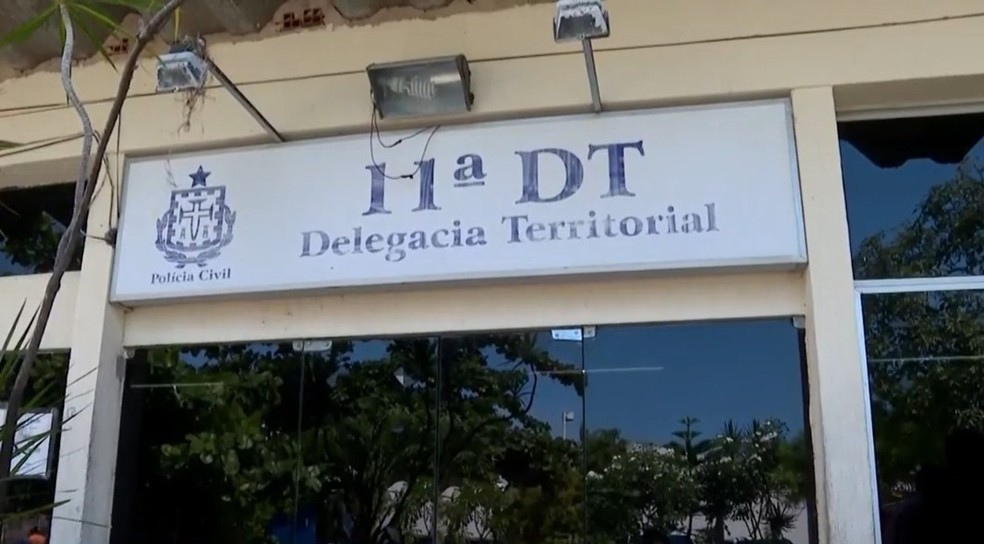 11ª DT
Delegacia Territorial
Polícia Civil